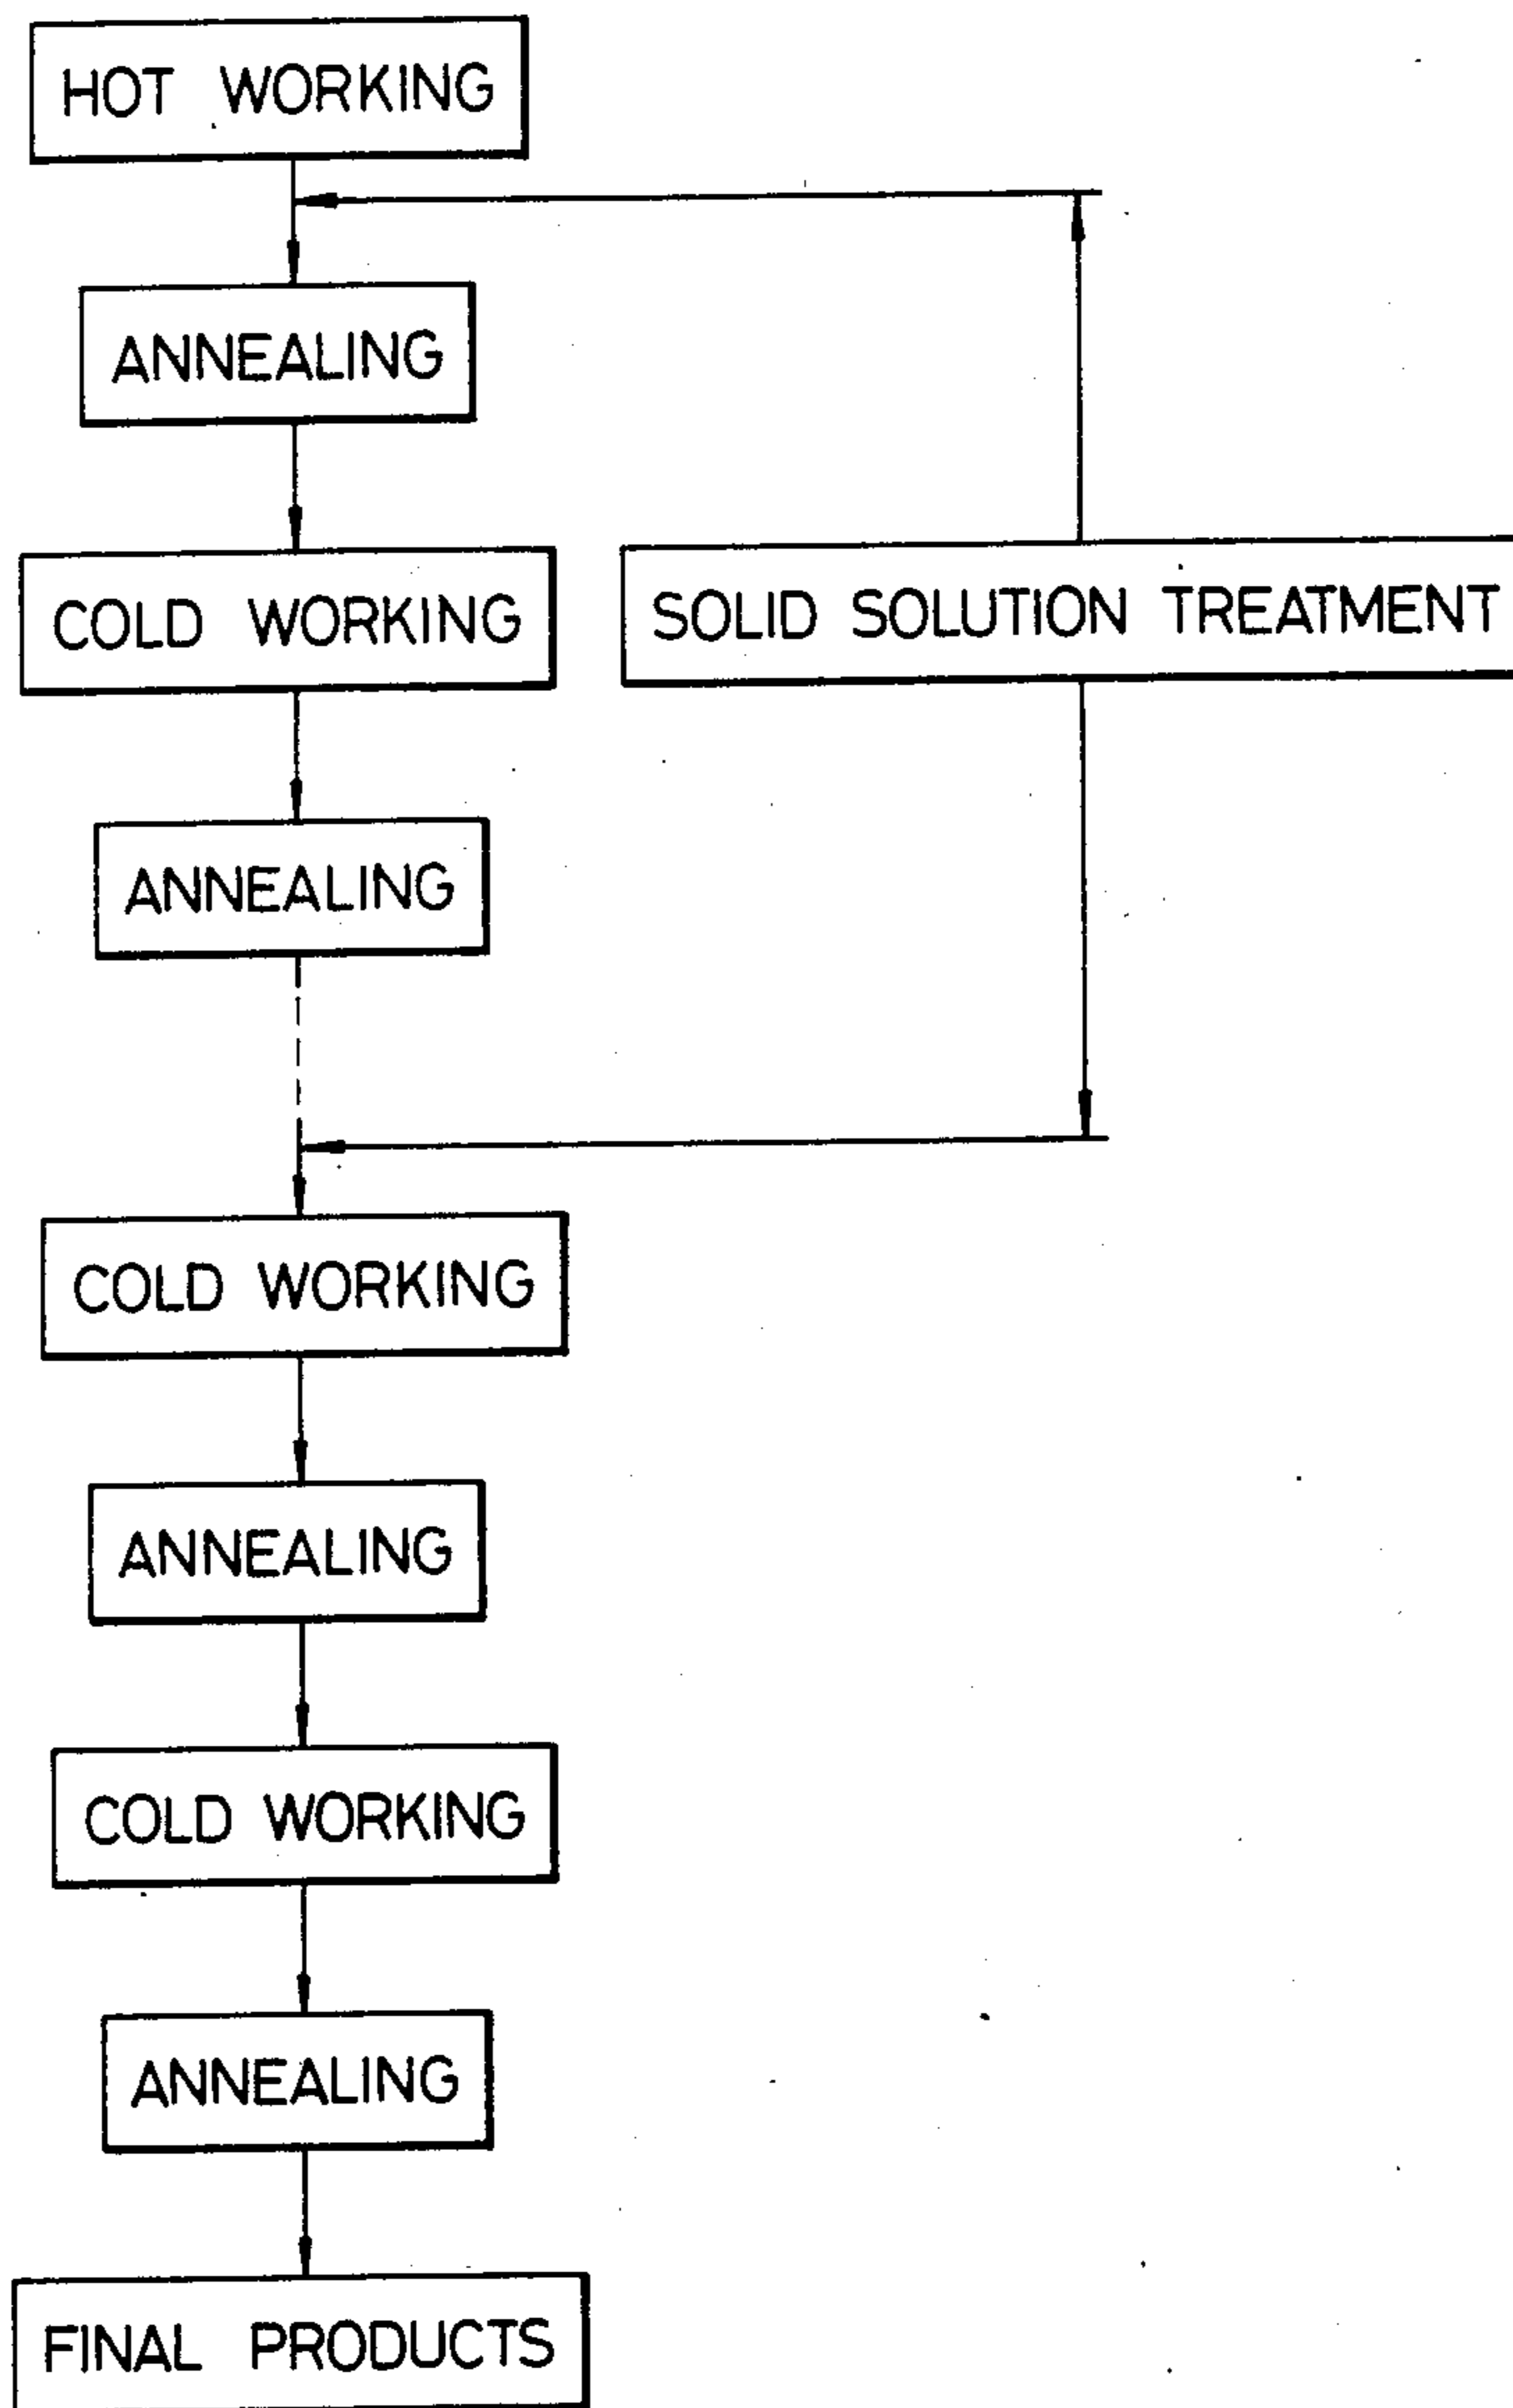 HOT WORKING
ANNEALING
COLD WORKING
SOLID SOLUTION TREATMENT
ANNEALING
COLD WORKING
ANNEALING
COLD WORKING
ANNEALING
FINAL PRODUCTS